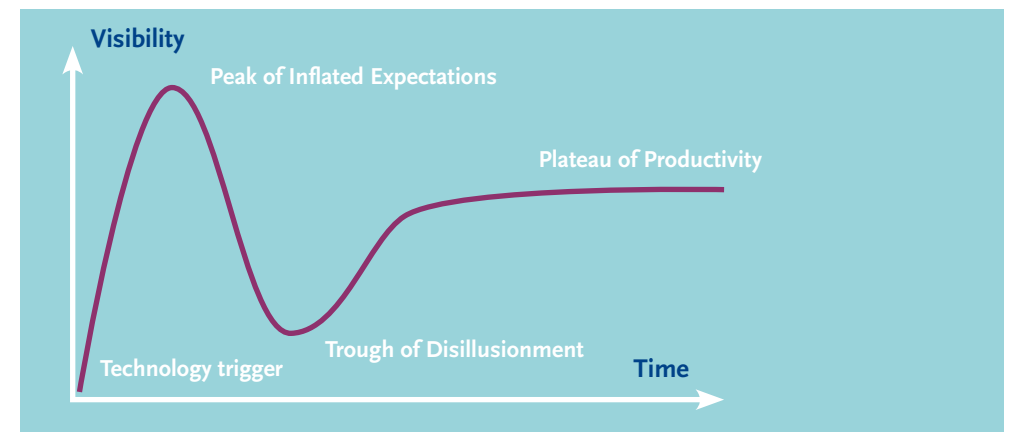 Visibility
Peak of Inflated Expectations
Plateau of Productivity
Trough of Disillusionment
Technology trigger
Time